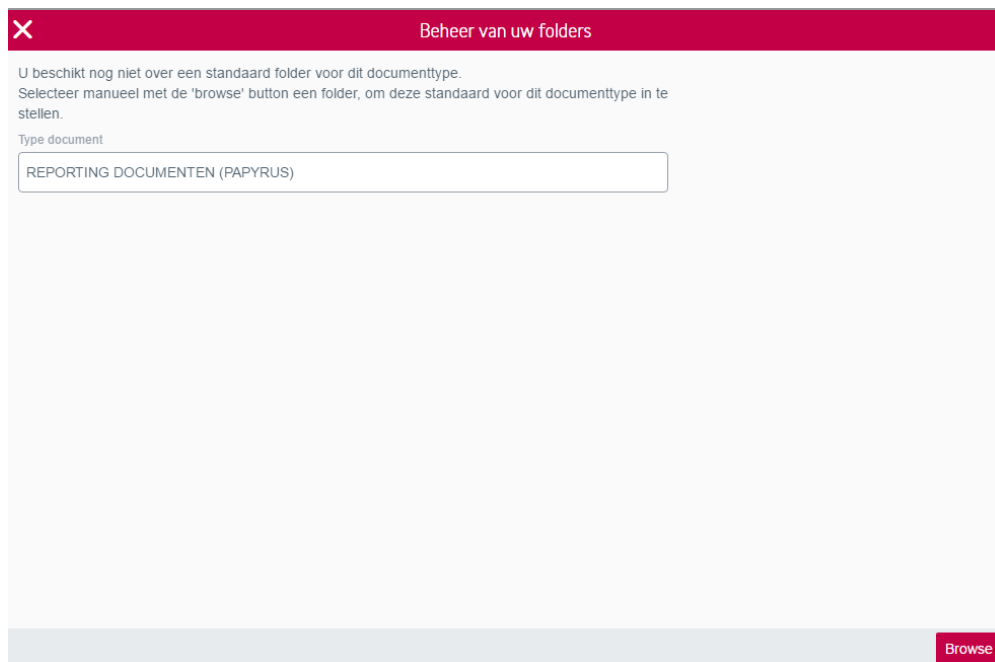 Beheer van uw folders
U beschikt nog niet over een standaard folder voor dit documenttype.
Selecteer manueel met de 'browse' button een folder, om deze standaard voor dit documenttype in te
stellen.
Type document
REPORTING DOCUMENTEN (PAPYRUS)
Browse